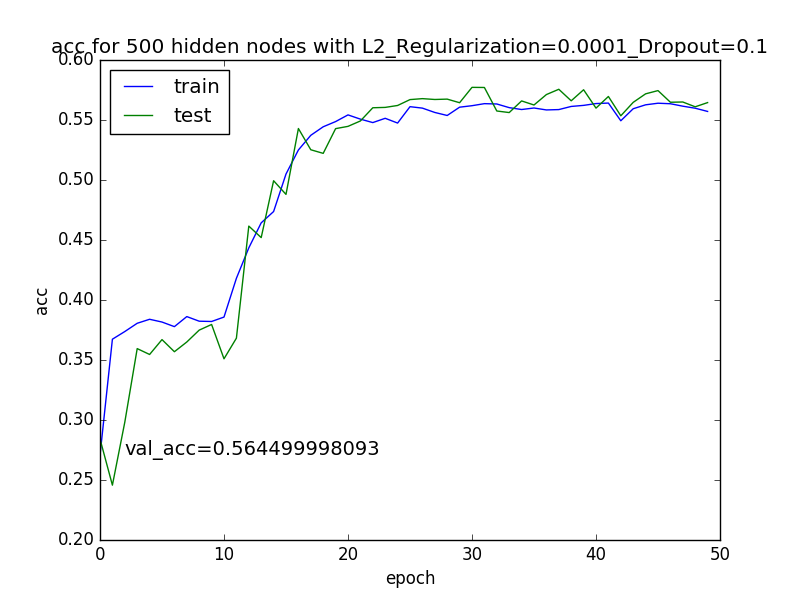 acc for 500 hidden nodes with L2_Regularization=0.0001_Dropout=0.1
0.60
train
test
0.55
0.50
0.45
0.40
acc
0.35
0.30
val_acc=0.564499998093
0.25
0.20
0 10 20 30 40 50
epoch